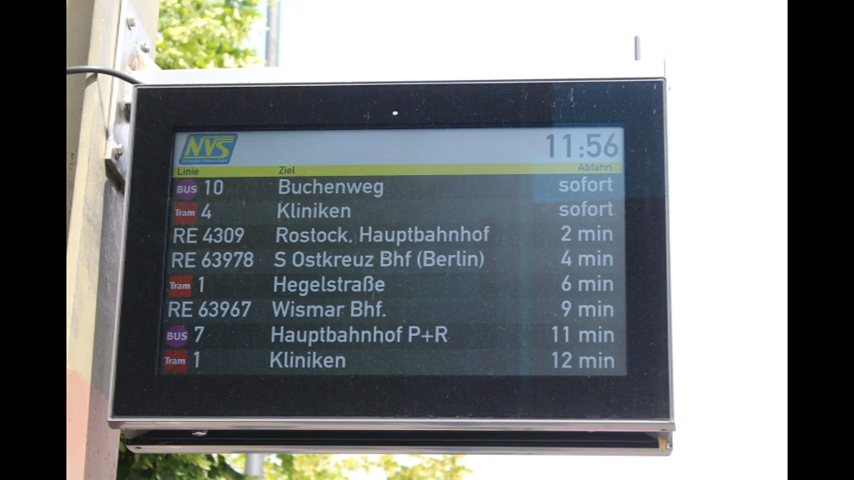 NVS 11:56
Linie Ziel Abfahrt
BUS 10 Buchenweg sofort
Tram 4 Kliniken sofort
RE 4309 Rostock, Hauptbahnhof 2 min
RE 63978 S Ostkreuz Bhf (Berlin) 4 min
Tram 1 Hegelstraße 6 min
RE 63967 Wismar Bhf. 9 min
BUS 7 Hauptbahnhof P+R 11 min
Tram 1 Kliniken 12 min